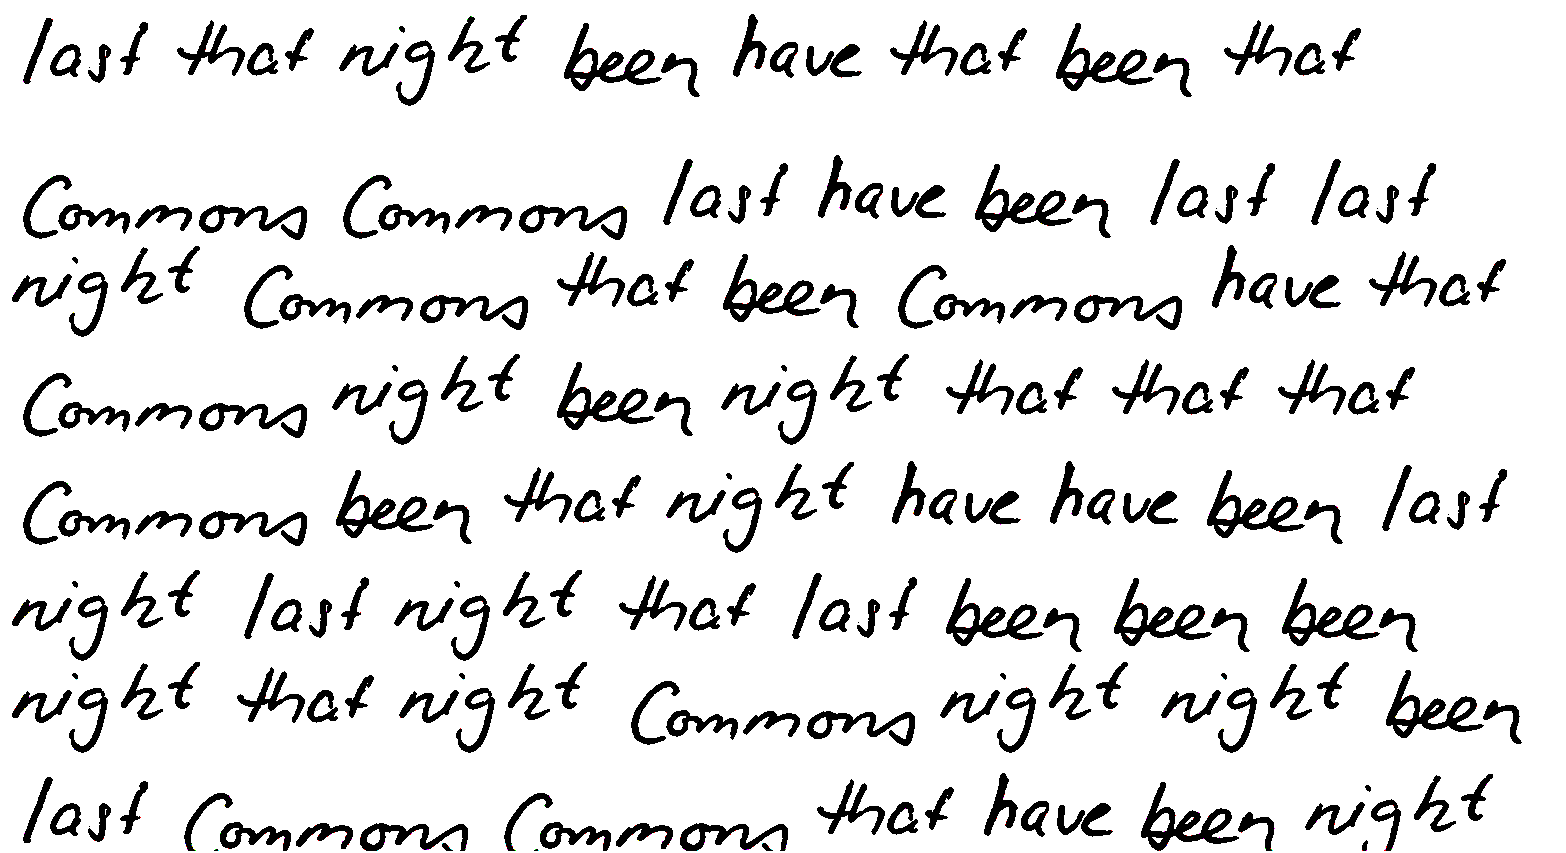 last that night been have that been that
Commons Commons last have been last last
night Commons that been Commons have that
Commons night been night that that that
Commons been that night have have been last
night last night that last been been been
night that night Commons night night been
last Commons Commons that have been night